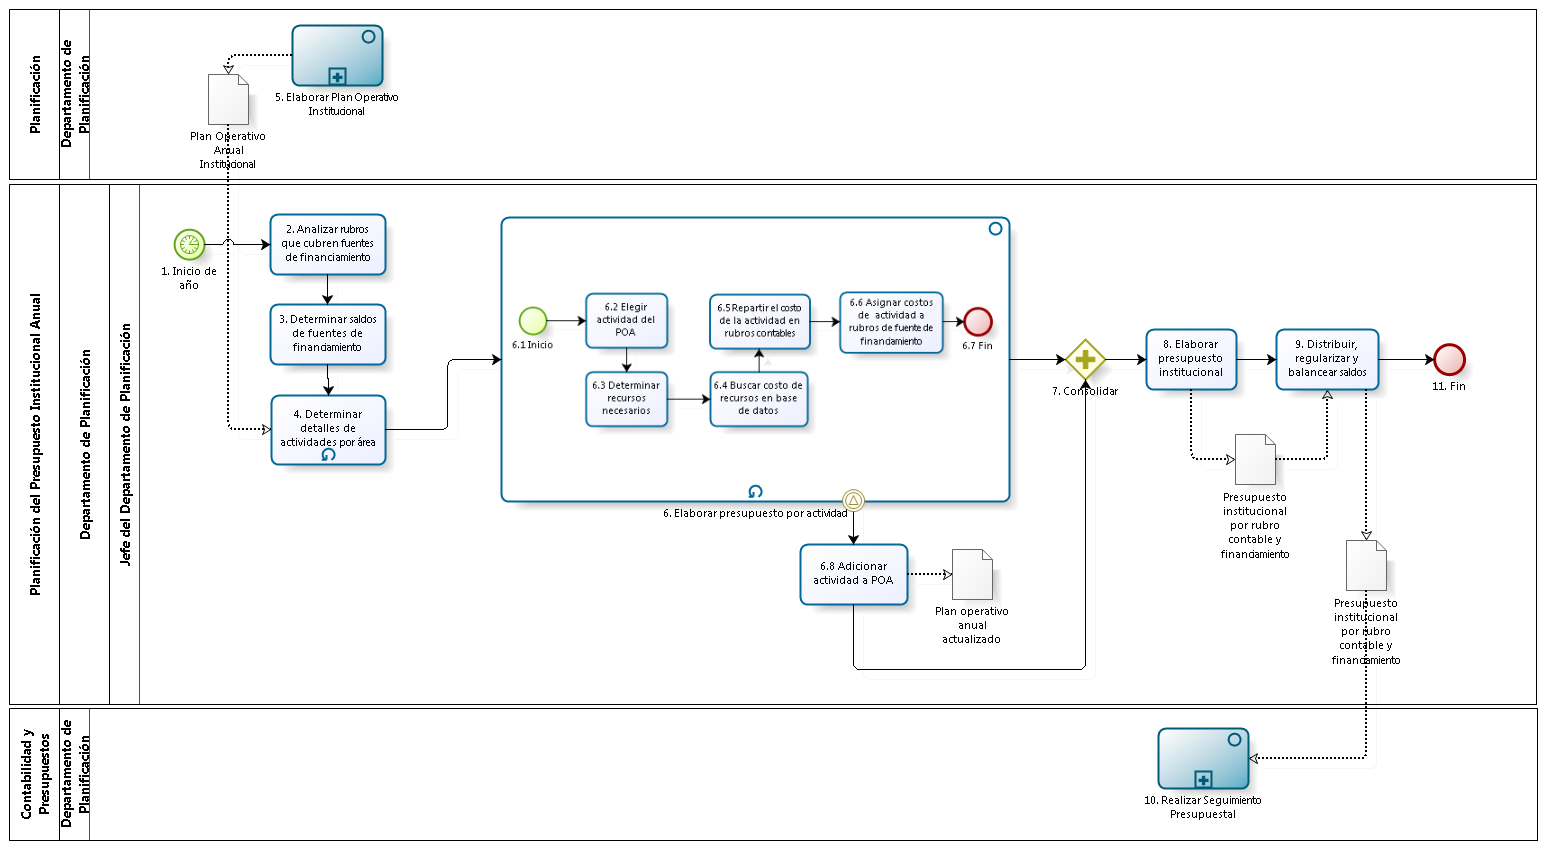 Planificación
Departamento de
Planificación
5. Elaborar Plan Operativo
Institucional
Plan Operativo
Anual
Institucional
Planificación del Presupuesto Institucional Anual
Departamento de Planificación
Jefe del Departamento de Planificación
1. Inicio de
año
2. Analizar rubros
que cubren fuentes
de financiamiento
3. Determinar saldos
de fuentes de
financiamiento
4. Determinar
detalles de
actividades por área
6.1 Inicio
6.2 Elegir
actividad del
POA
6.3 Determinar
recursos
necesarios
6.4 Buscar costo de
recursos en base
de datos
6.5 Repartir el costo
de la actividad en
rubros contables
6.6 Asignar costos
de actividad a
rubros de fuente de
financiamiento
6.7 Fin
6. Elaborar presupuesto por actividad
6.8 Adicionar
actividad a POA
Plan operativo
anual
actualizado
7. Consolidar
8. Elaborar
presupuesto
institucional
9. Distribuir,
regularizar y
balancear saldos
11. Fin
Presupuesto
institucional
por rubro
contable y
financiamiento
Presupuesto
institucional
por rubro
contable y
financiamiento
Contabilidad y
Presupuestos
Departamento de
Planificación
10. Realizar Seguimiento
Presupuestal